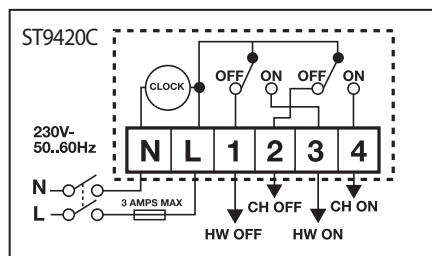 ST9420C
CLOCK
OFF ON OFF ON
230V-
50..60Hz
N L 1 2 3 4
N
L
3 AMPS MAX
CH OFF CH ON
HW OFF HW ON